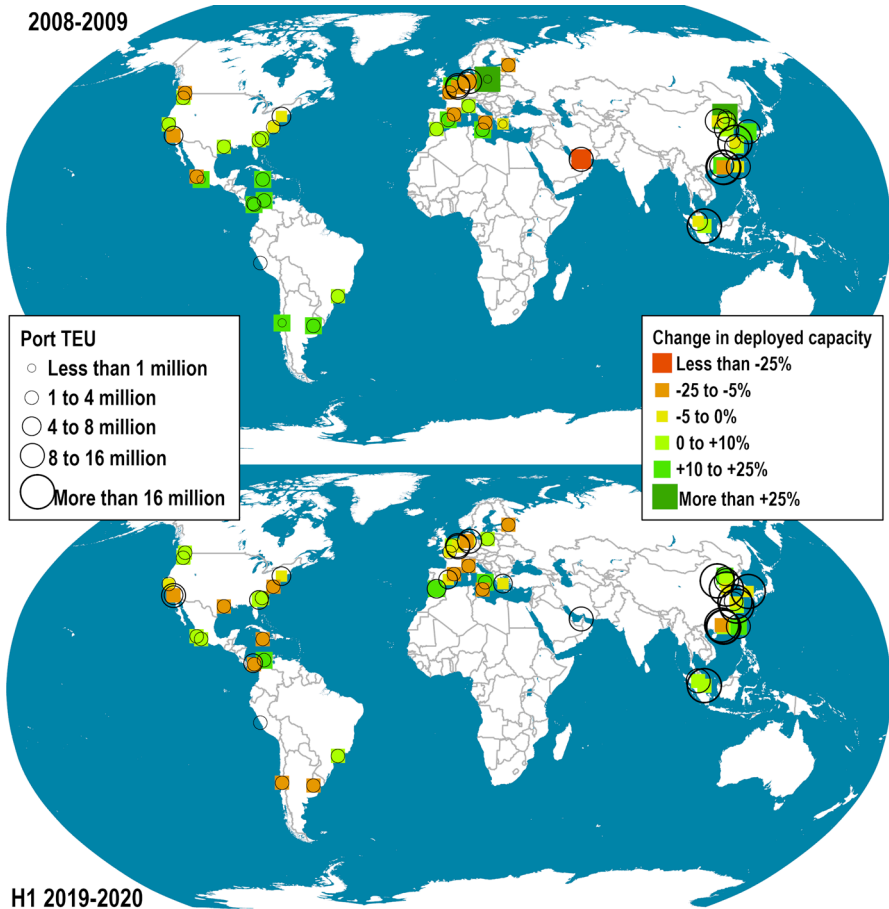 2008-2009
Port TEU
Less than 1 million
1 to 4 million
4 to 8 million
8 to 16 million
More than 16 million
Change in deployed capacity
Less than -25%
-25 to -5%
-5 to 0%
0 to +10%
+10 to +25%
More than +25%
H1 2019-2020